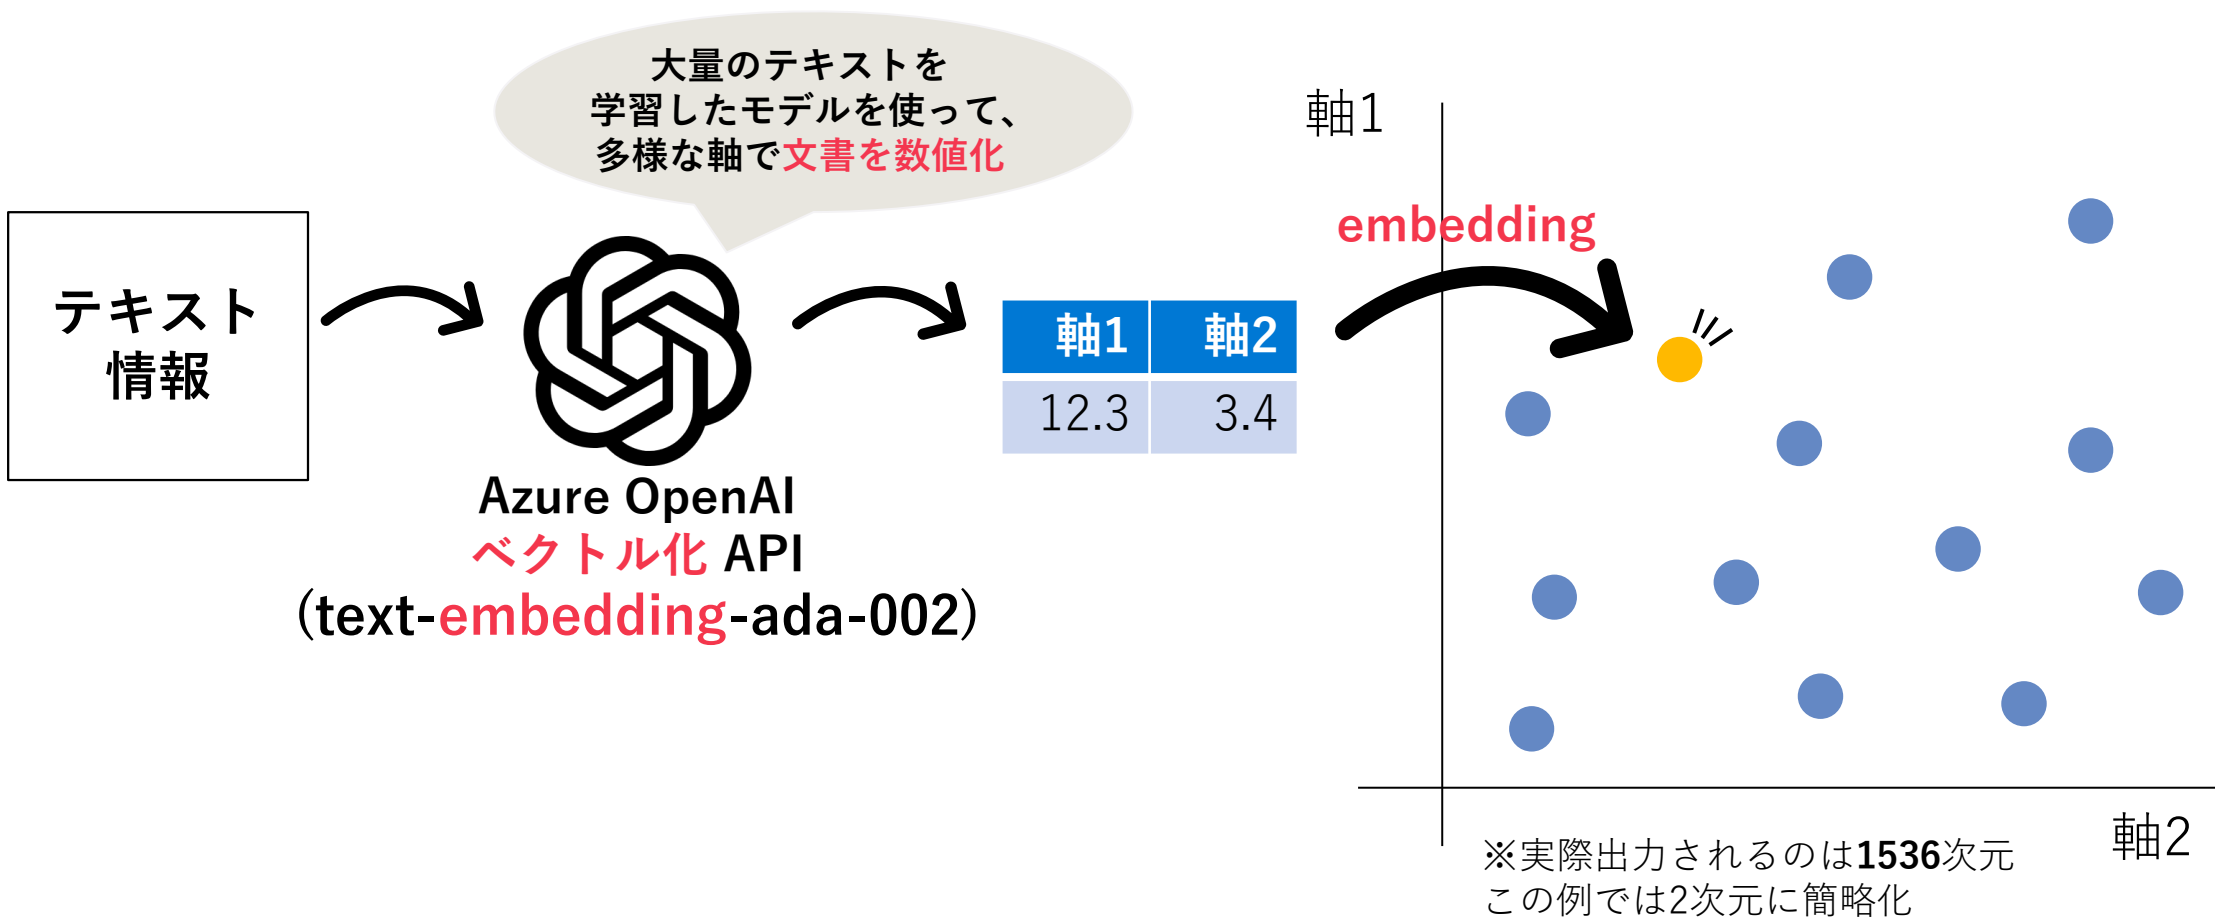 大量のテキストを
学習したモデルを使って、
多様な軸で文書を数値化
テキスト
情報
Azure OpenAI
ベクトル化 API
(text-embedding-ada-002)
軸1 軸2
12.3 3.4
embedding
軸1
軸2
※実際出力されるのは1536次元
この例では2次元に簡略化